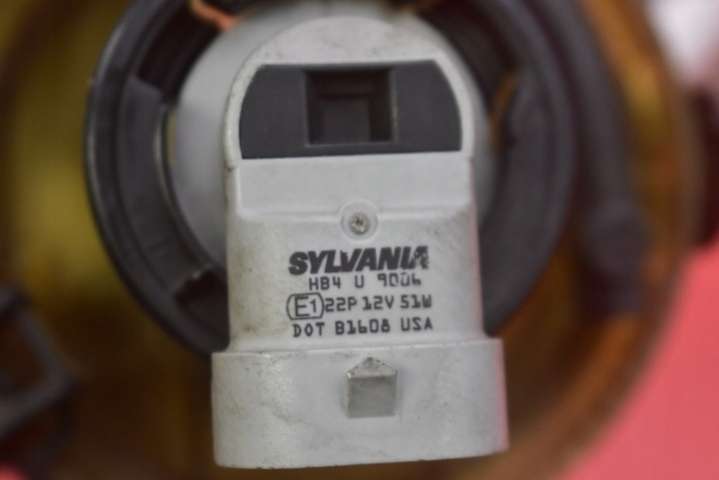 SYLVANIA
HB4 U 9006
E1 22P 12V 51W
DOT B1608 USA